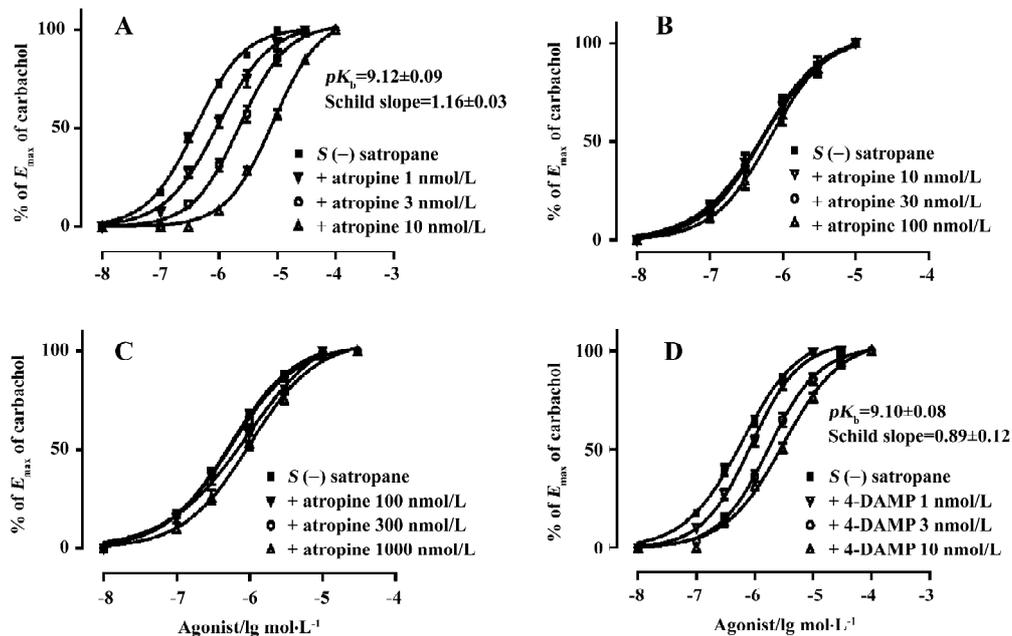 A
% of Emax of carbachol
100
50
0
-8 -7 -6 -5 -4 -3
pKb=9.12±0.09
Schild slope=1.16±0.03
S (–) satropane
+ atropine 1 nmol/L
+ atropine 3 nmol/L
+ atropine 10 nmol/L
B
% of Emax of carbachol
100
50
0
-8 -7 -6 -5 -4
S (–) satropane
+ atropine 10 nmol/L
+ atropine 30 nmol/L
+ atropinc 100 nmol/L
C
% of Emax of carbachol
100
50
0
-8 -7 -6 -5 -4
Agonist/lg mol·L-1
S (–) satropane
+ atropine 100 nmol/L
+ atropine 300 nmol/L
+ atropine 1000 nmol/L
D
% of Emax of carbachol
100
50
0
-8 -7 -6 -5 -4 -3
Agonist/lg mol·L-1
pKb=9.10±0.08
Schild slope=0.89±0.12
S (–) satropane
+ 4-DAMP 1 nmol/L
+ 4-DAMP 3 nmol/L
+ 4-DAMP 10 nmol/L